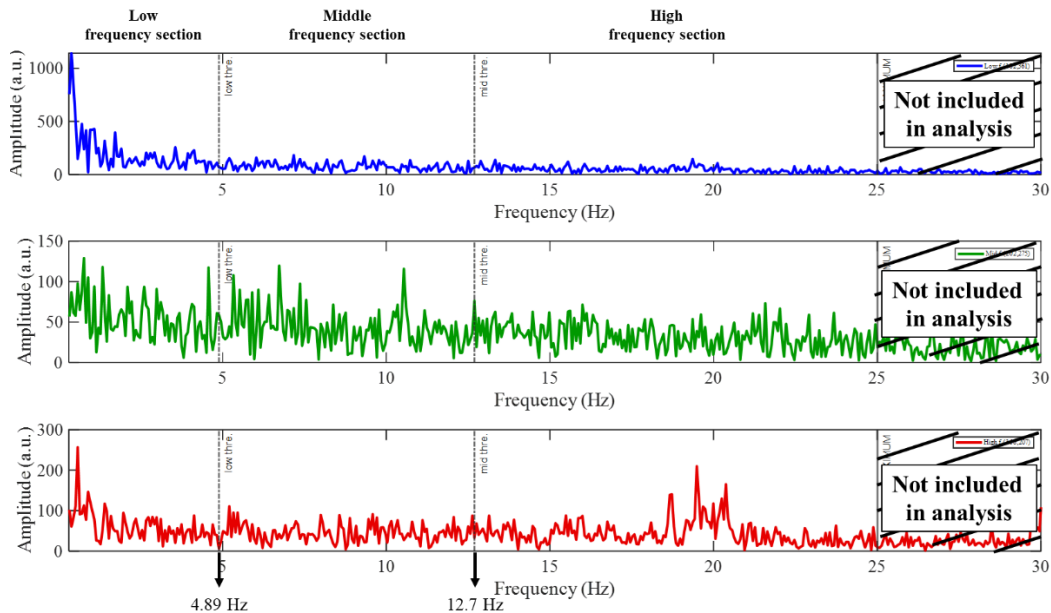 Low
frequency section
Middle
frequency section
High
frequency section
Amplitude (a.u.)
1000
500
0
low thre.
mid thre.
Not included
in analysis
5
10
15
20
25
30
Frequency (Hz)
Amplitude (a.u.)
150
100
50
0
low thre.
mid thre.
Not included
in analysis
5
10
15
20
25
30
Frequency (Hz)
Amplitude (a.u.)
300
200
100
0
low thre.
mid thre.
Not included
in analysis
5
10
15
20
25
30
Frequency (Hz)
4.89 Hz
12.7 Hz